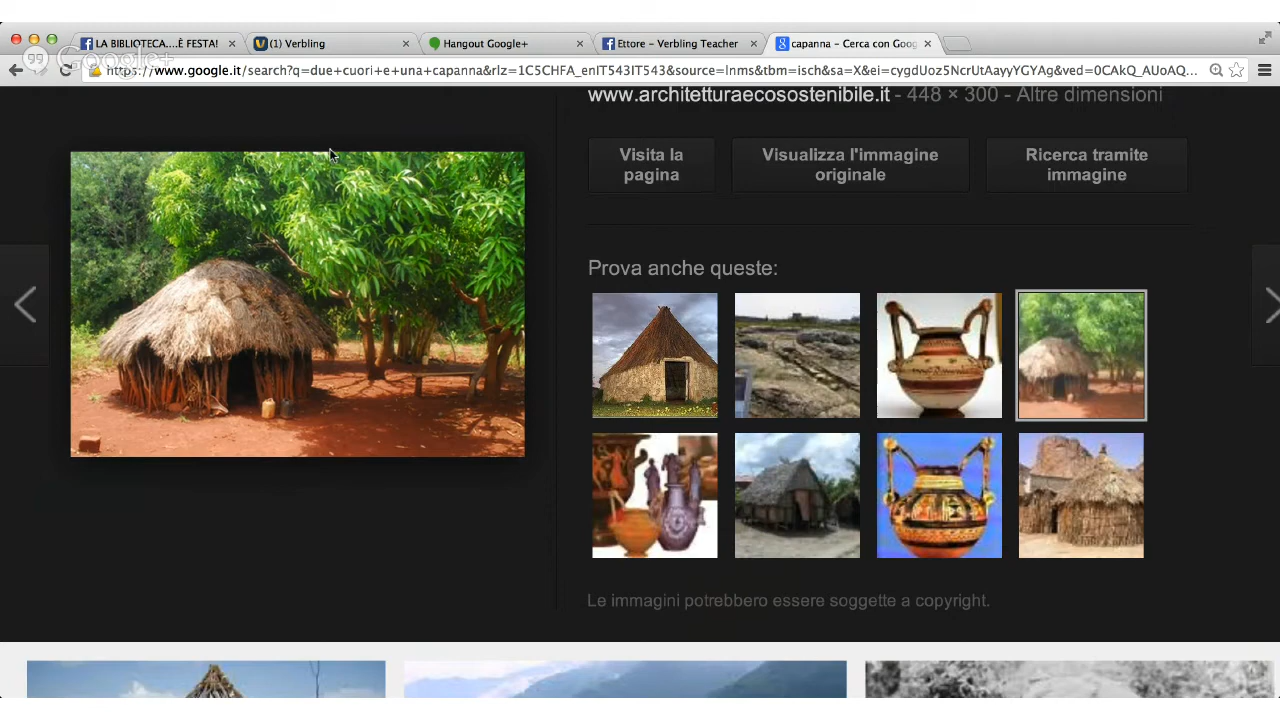 LA BIBLIOTECA....È FESTA!
(1) Verbling
Hangout Google+
Ettore - Verbling Teacher
capanna - Cerca con Goog
Google+
https://www.google.it/search?q=due+cuori+e+una+capanna&rlz=1C5CHFA_enIT543IT543&source=lnms&tbm=isch&sa=X&ei=cygdUoz5NcrUtAayyYGYAg&ved=0CAkQ_AUoAQ...
www.architetturaecosostenibile.it - 448 × 300 - Altre dimensioni
Visita la
pagina
Visualizza l'immagine
originale
Ricerca tramite
immagine
Prova anche queste:
Le immagini potrebbero essere soggette a copyright.